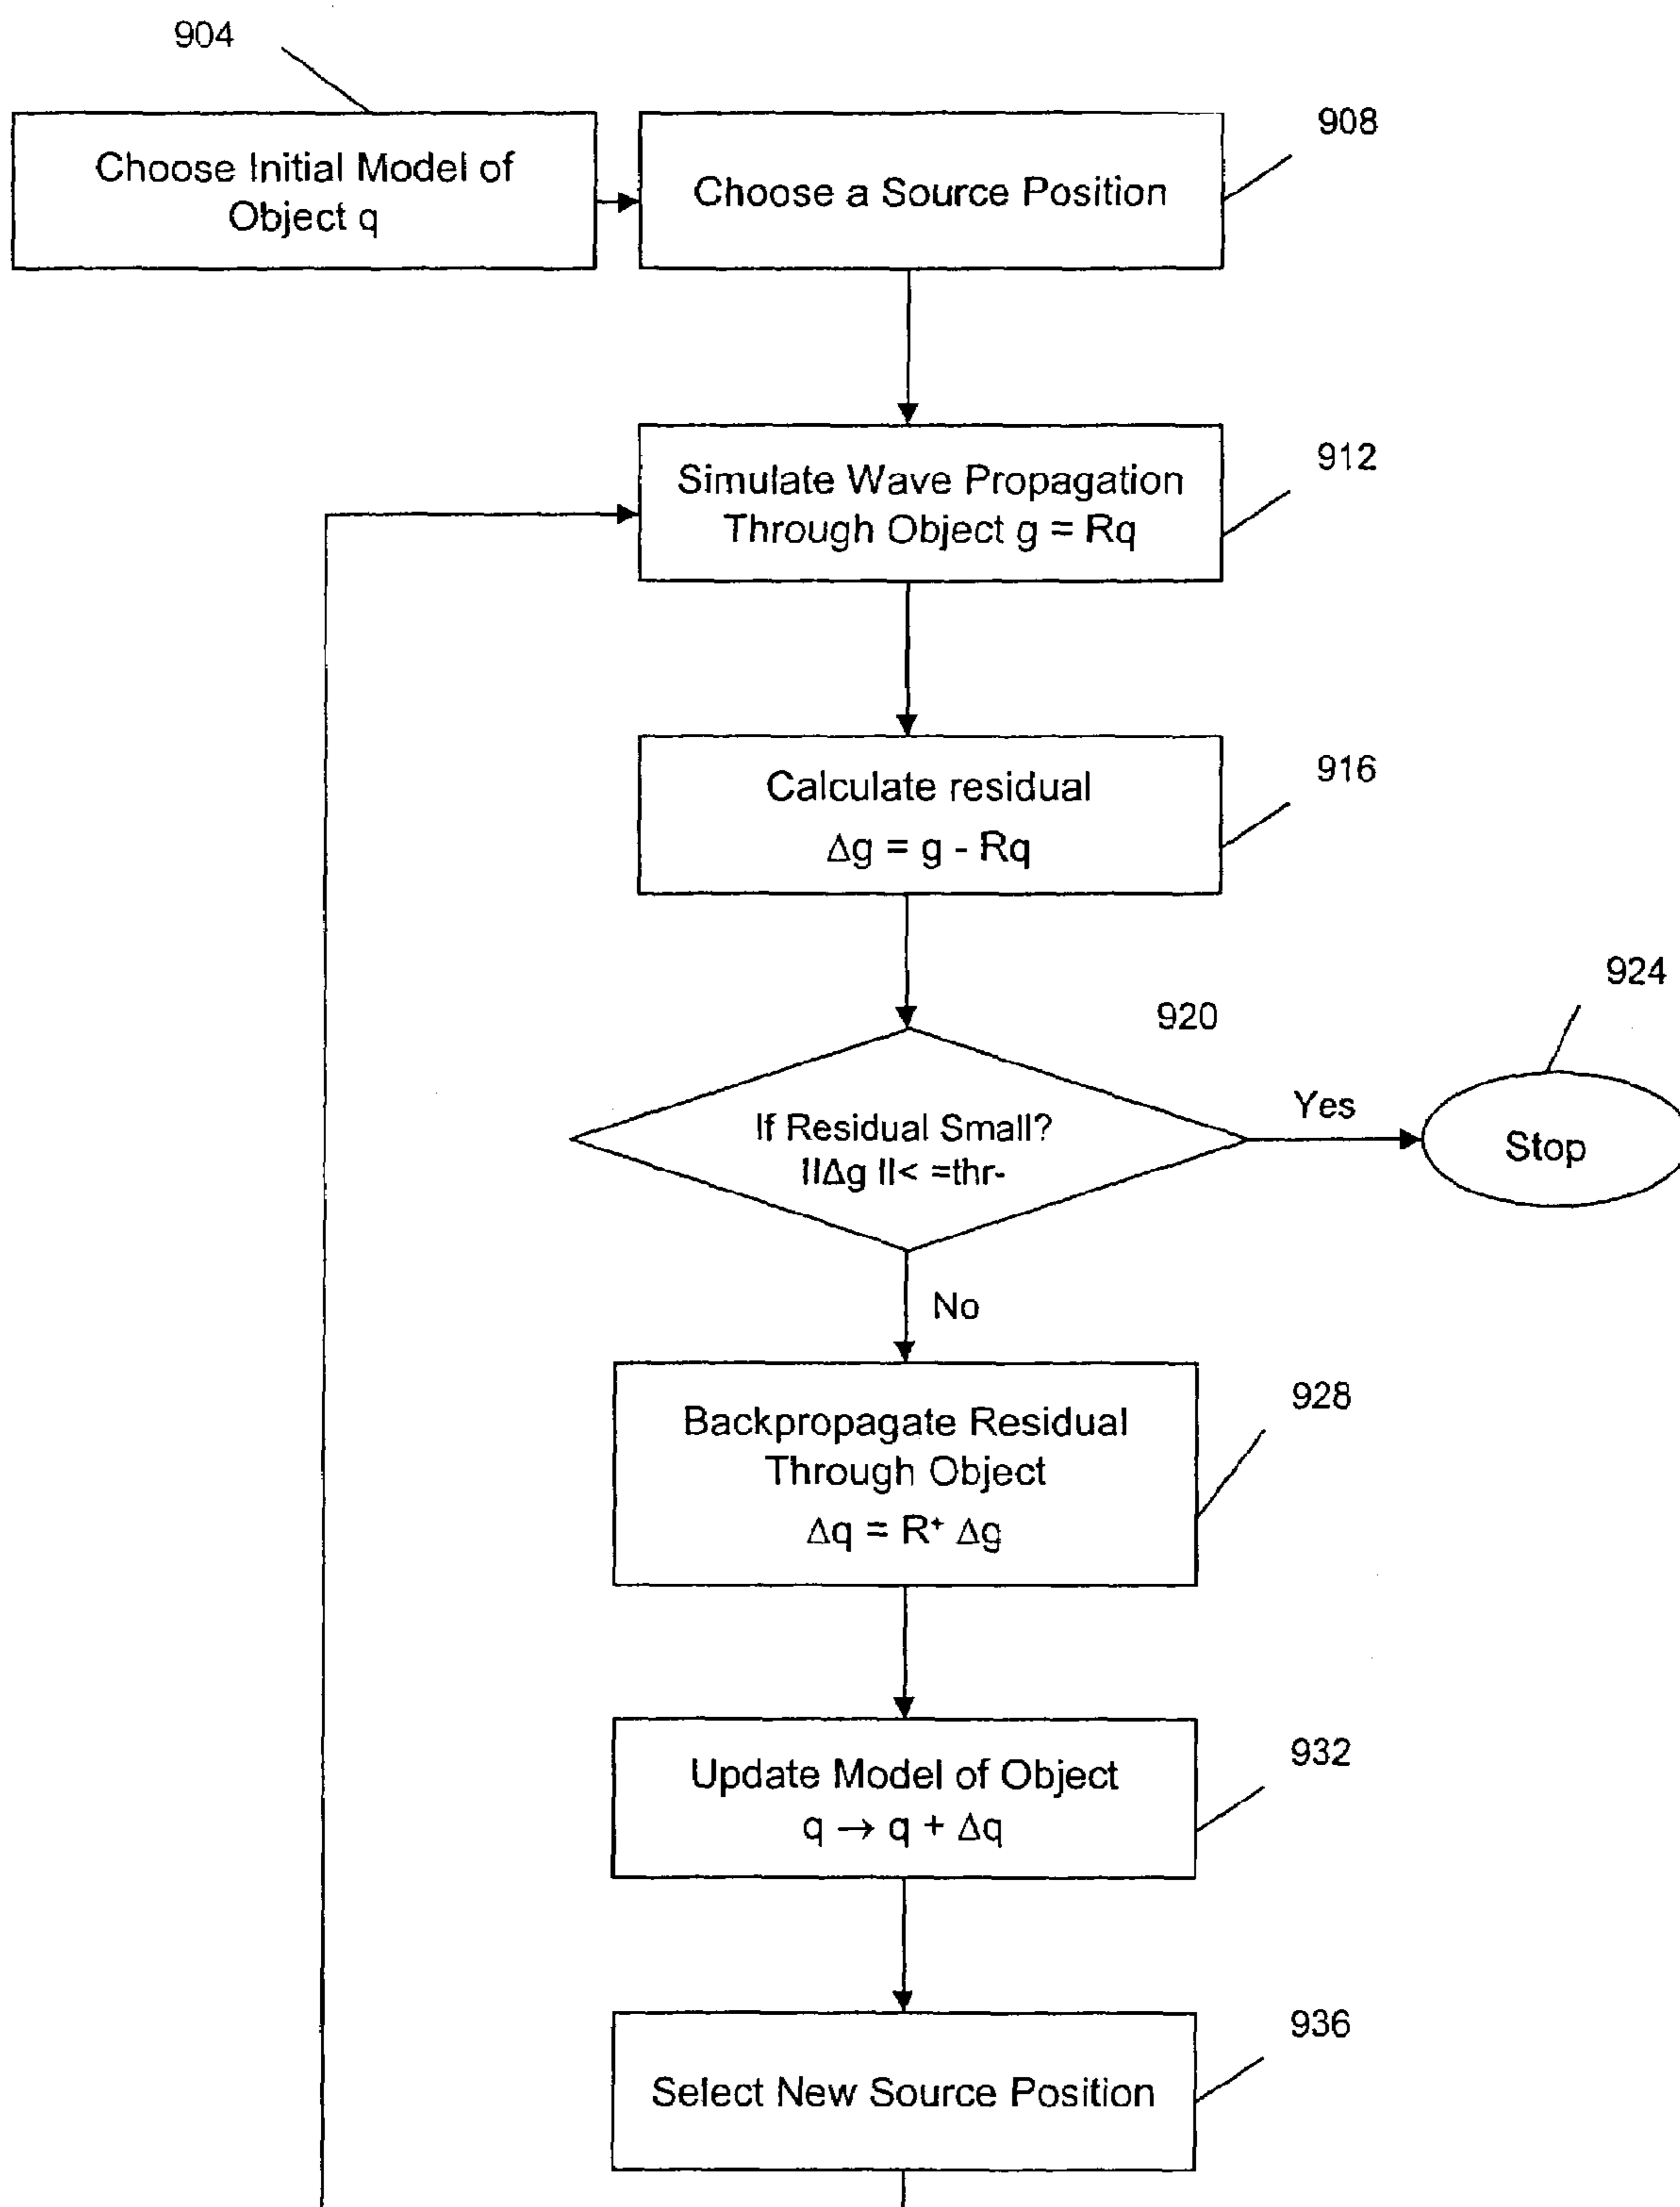 904
Choose Initial Model of
Object q
908
Choose a Source Position
912
Simulate Wave Propagation
Through Object g = Rq
916
Calculate residual
Δg = g - Rq
920
924
If Residual Small?
||Δg ||< =thr-
Yes
Stop
No
928
Backpropagate Residual
Through Object
Δq = R⁺ Δg
932
Update Model of Object
q → q + Δq
936
Select New Source Position